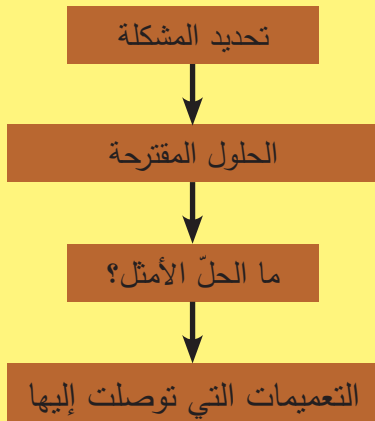 تحديد المشكلة
الحلول المقترحة
ما الحلّ الأمثل؟
التعميمات التي توصلت إليها